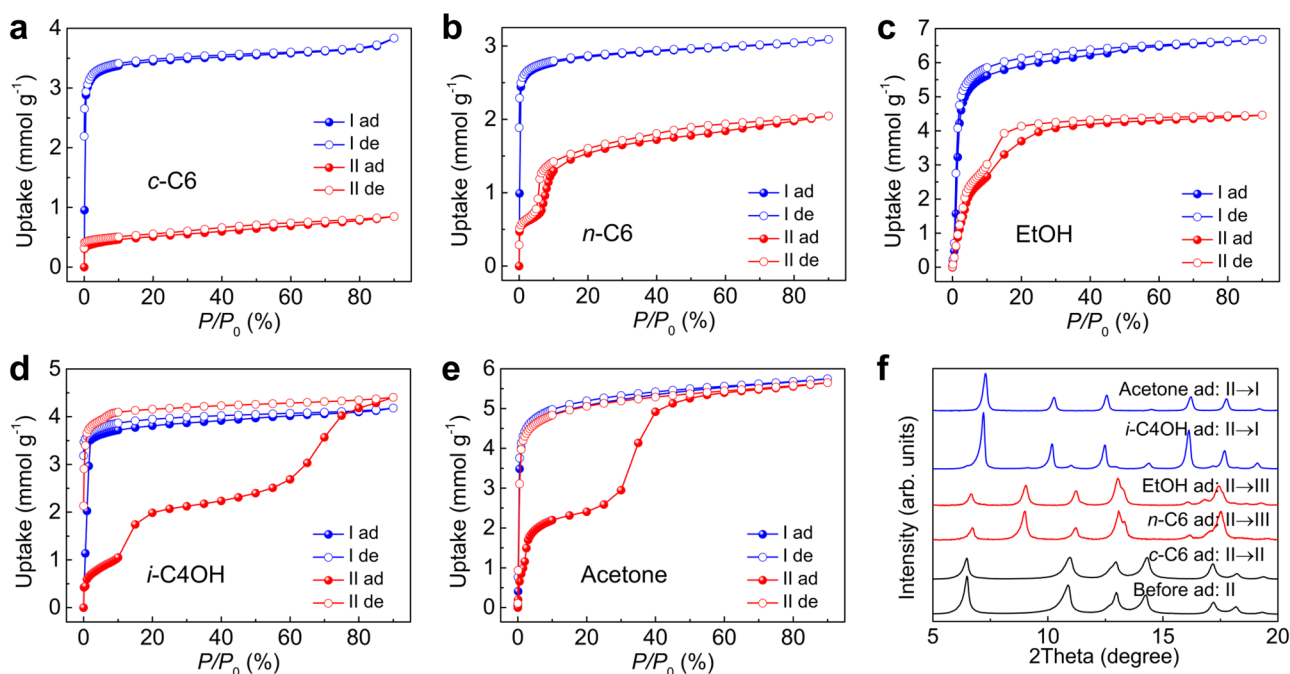 a
Uptake (mmol g⁻¹)
4
3
2
1
0
c-C6
I ad
I de
II ad
II de
0 20 40 60 80
P/P₀ (%)
b
Uptake (mmol g⁻¹)
3
2
1
0
n-C6
I ad
I de
II ad
II de
0 20 40 60 80
P/P₀ (%)
c
Uptake (mmol g⁻¹)
7
6
5
4
3
2
1
0
EtOH
I ad
I de
II ad
II de
0 20 40 60 80
P/P₀ (%)
d
Uptake (mmol g⁻¹)
5
4
3
2
1
0
i-C4OH
I ad
I de
II ad
II de
0 20 40 60 80
P/P₀ (%)
e
Uptake (mmol g⁻¹)
6
5
4
3
2
1
0
Acetone
I ad
I de
II ad
II de
0 20 40 60 80
P/P₀ (%)
f
Intensity (arb. units)
Acetone ad: II→I
i-C4OH ad: II→I
EtOH ad: II→III
n-C6 ad: II→III
c-C6 ad: II→II
Before ad: II
5 10 15 20
2Theta (degree)